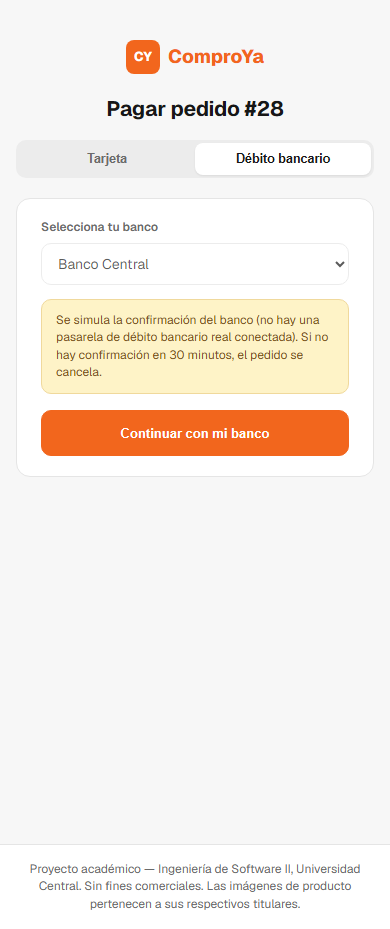 CY ComproYa
Pagar pedido #28
Tarjeta
Débito bancario
Selecciona tu banco
Banco Central
Se simula la confirmación del banco (no hay una
pasarela de débito bancario real conectada). Si no
hay confirmación en 30 minutos, el pedido se
cancela.
Continuar con mi banco
Proyecto académico — Ingeniería de Software II, Universidad
Central. Sin fines comerciales. Las imágenes de producto
pertenecen a sus respectivos titulares.